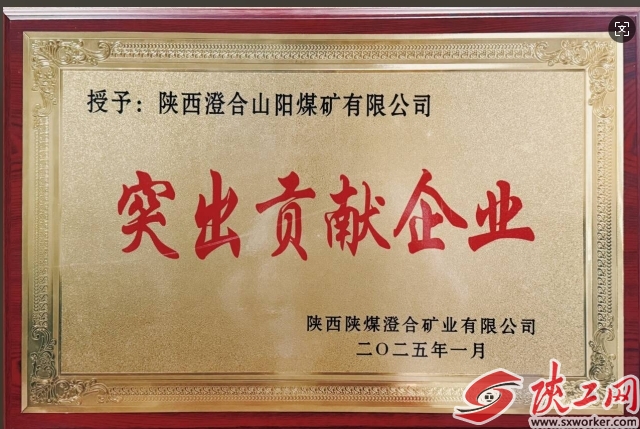 授予：陕西澄合山阳煤矿有限公司
突出贡献企业
陕西陕煤澄合矿业有限公司
二〇二五年一月
陕工网
www.sxworker.com